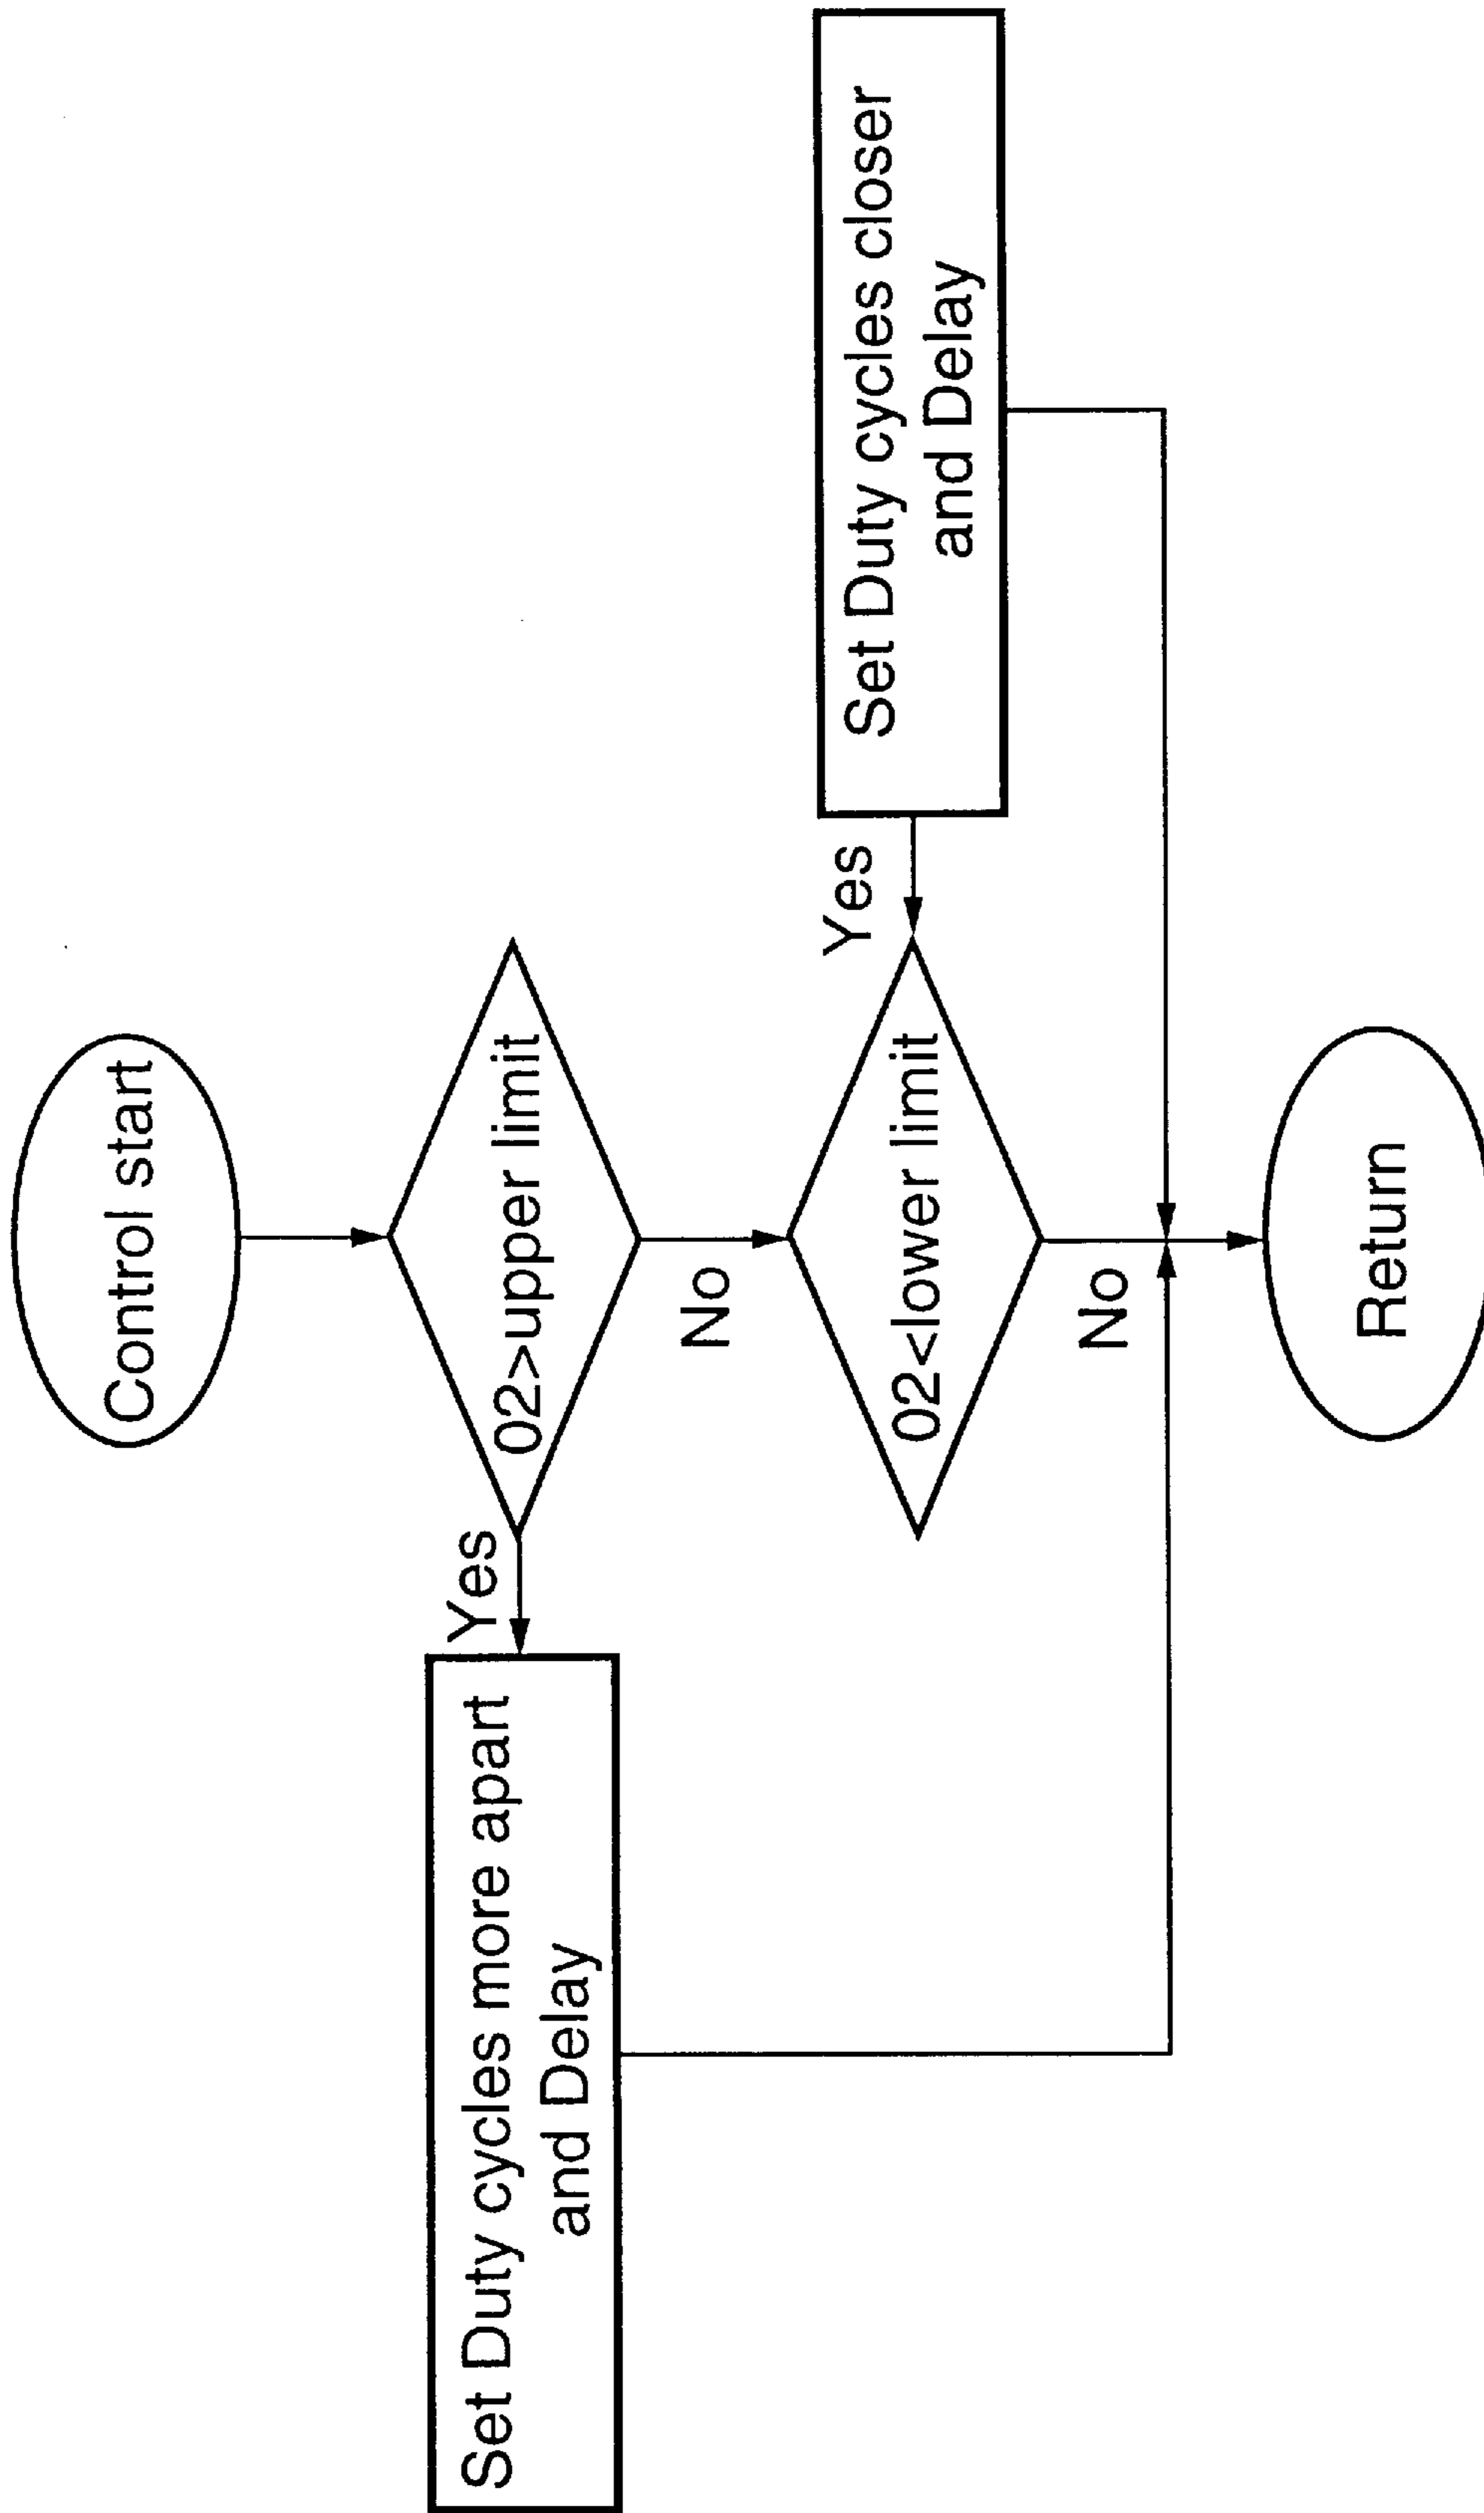 Control start
02>upper limit
Yes
Set Duty cycles more apart
and Delay
No
02<lower limit
Yes
Set Duty cycles closer
and Delay
No
Return